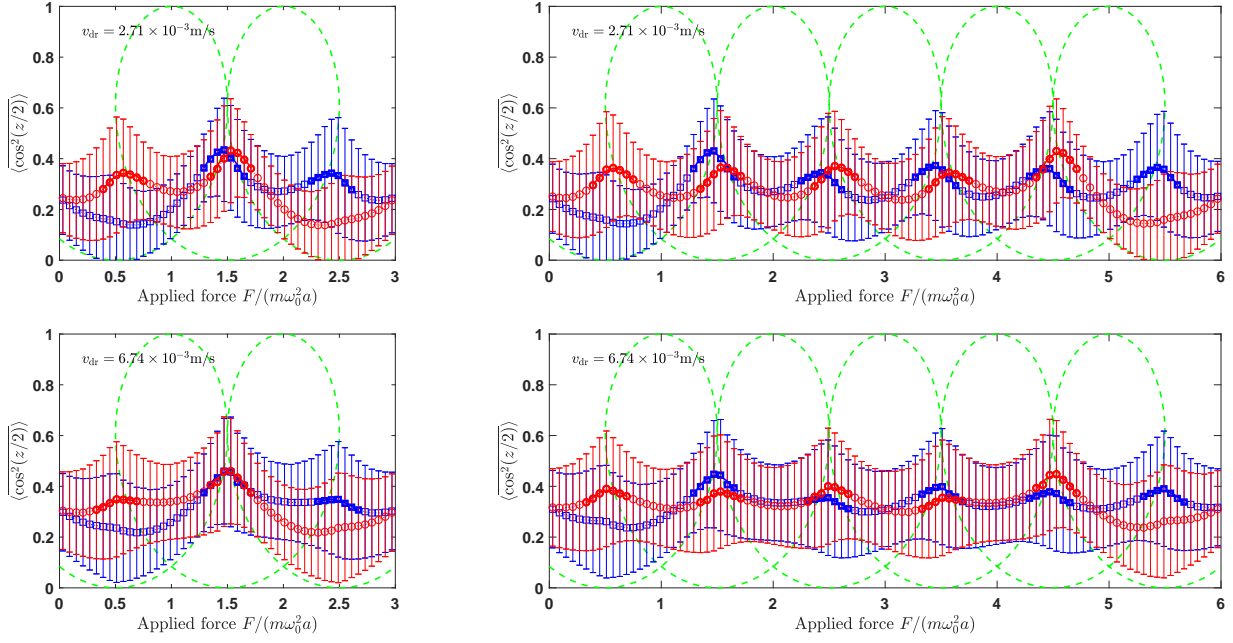 v_dr = 2.71 × 10⁻³m/s
⟨cos²(z/2)⟩
1
0.8
0.6
0.4
0.2
0
0 0.5 1 1.5 2 2.5 3
Applied force F/(mω₀²a)
v_dr = 2.71 × 10⁻³m/s
⟨cos²(z/2)⟩
1
0.8
0.6
0.4
0.2
0
0 1 2 3 4 5 6
Applied force F/(mω₀²a)
v_dr = 6.74 × 10⁻³m/s
⟨cos²(z/2)⟩
1
0.8
0.6
0.4
0.2
0
0 0.5 1 1.5 2 2.5 3
Applied force F/(mω₀²a)
v_dr = 6.74 × 10⁻³m/s
⟨cos²(z/2)⟩
1
0.8
0.6
0.4
0.2
0
0 1 2 3 4 5 6
Applied force F/(mω₀²a)